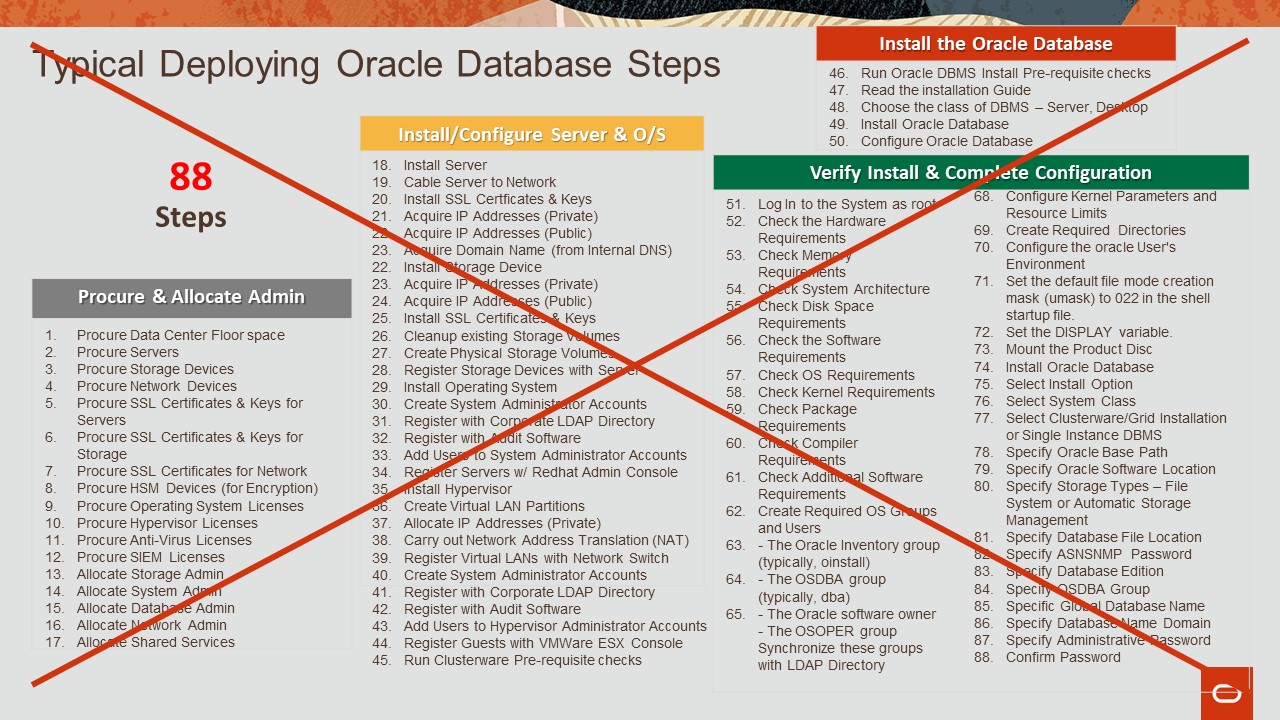 Typical Deploying Oracle Database Steps
88
Steps
Procure & Allocate Admin
1. Procure Data Center Floor space
2. Procure Servers
3. Procure Storage Devices
4. Procure Network Devices
5. Procure SSL Certificates & Keys for
Servers
6. Procure SSL Certificates & Keys for
Storage
7. Procure SSL Certificates for Network
8. Procure HSM Devices (for Encryption)
9. Procure Operating System Licenses
10. Procure Hypervisor Licenses
11. Procure Anti-Virus Licenses
12. Procure SIEM Licenses
13. Allocate Storage Admin
14. Allocate System Admin
15. Allocate Database Admin
16. Allocate Network Admin
17. Allocate Shared Services
Install/Configure Server & O/S
18. Install Server
19. Cable Server to Network
20. Install SSL Certficates & Keys
21. Acquire IP Addresses (Private)
22. Acquire IP Addresses (Public)
23. Acquire Domain Name (from Internal DNS)
22. Install Storage Device
23. Acquire IP Addresses (Private)
24. Acquire IP Addresses (Public)
25. Install SSL Certificates & Keys
26. Cleanup existing Storage Volumes
27. Create Physical Storage Volumes
28. Register Storage Devices with Server
29. Install Operating System
30. Create System Administrator Accounts
31. Register with Corporate LDAP Directory
32. Register with Audit Software
33. Add Users to System Administrator Accounts
34. Register Servers w/ Redhat Admin Console
35. Install Hypervisor
36. Create Virtual LAN Partitions
37. Allocate IP Addresses (Private)
38. Carry out Network Address Translation (NAT)
39. Register Virtual LANs with Network Switch
40. Create System Administrator Accounts
41. Register with Corporate LDAP Directory
42. Register with Audit Software
43. Add Users to Hypervisor Administrator Accounts
44. Register Guests with VMWare ESX Console
45. Run Clusterware Pre-requisite checks
Install the Oracle Database
46. Run Oracle DBMS Install Pre-requisite checks
47. Read the installation Guide
48. Choose the class of DBMS – Server, Desktop
49. Install Oracle Database
50. Configure Oracle Database
Verify Install & Complete Configuration
51. Log In to the System as root
52. Check the Hardware
Requirements
53. Check Memory
Requirements
54. Check System Architecture
55. Check Disk Space
Requirements
56. Check the Software
Requirements
57. Check OS Requirements
58. Check Kernel Requirements
59. Check Package
Requirements
60. Check Compiler
Requirements
61. Check Additional Software
Requirements
62. Create Required OS Groups
and Users
63. - The Oracle Inventory group
(typically, oinstall)
64. - The OSDBA group
(typically, dba)
65. - The Oracle software owner
- The OSOPER group
Synchronize these groups
with LDAP Directory
68. Configure Kernel Parameters and
Resource Limits
69. Create Required Directories
70. Configure the oracle User's
Environment
71. Set the default file mode creation
mask (umask) to 022 in the shell
startup file.
72. Set the DISPLAY variable.
73. Mount the Product Disc
74. Install Oracle Database
75. Select Install Option
76. Select System Class
77. Select Clusterware/Grid Installation
or Single Instance DBMS
78. Specify Oracle Base Path
79. Specify Oracle Software Location
80. Specify Storage Types – File
System or Automatic Storage
Management
81. Specify Database File Location
82. Specify ASNSNMP Password
83. Specify Database Edition
84. Specify OSDBA Group
85. Specific Global Database Name
86. Specify Database Name Domain
87. Specify Administrative Password
88. Confirm Password